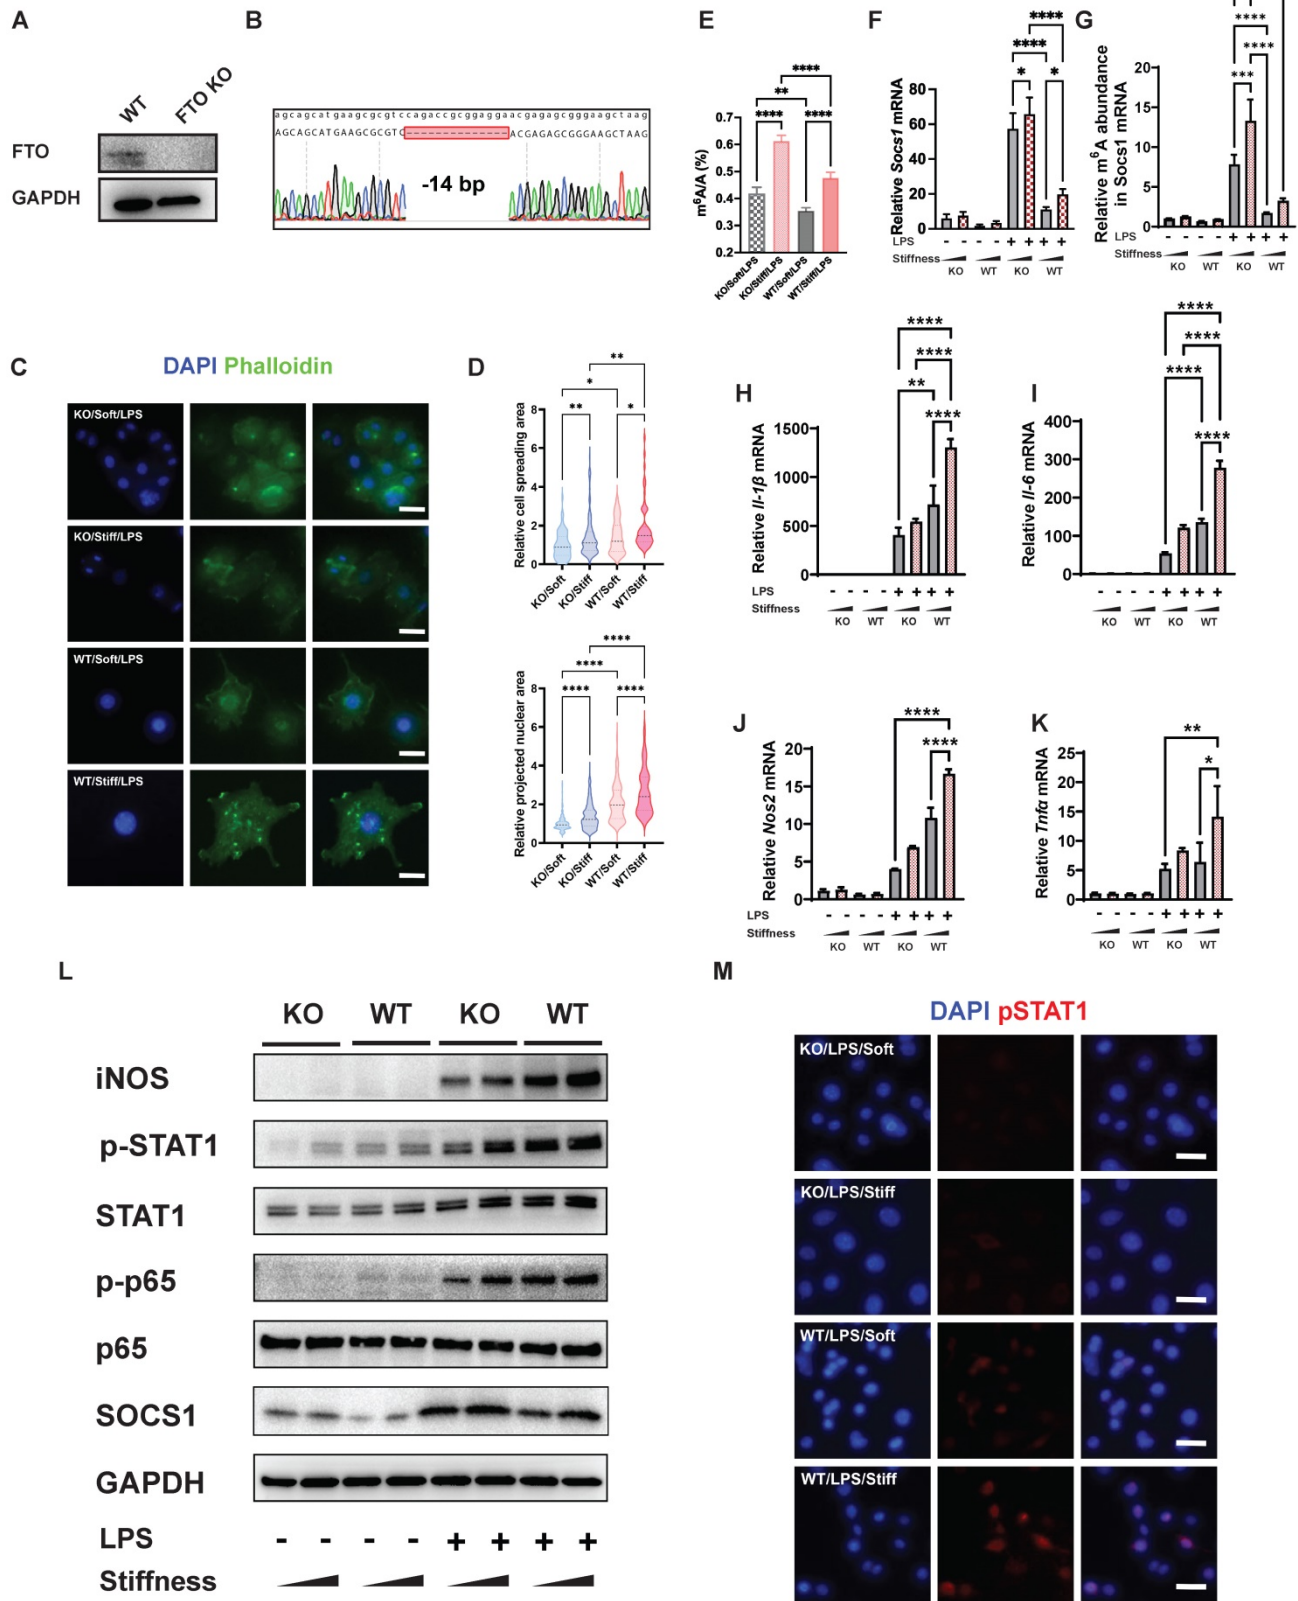 A
WT
FTO KO
FTO
GAPDH
B
agcagcatgaagcgcgtccagaccgcggaggaacgagagcgggaagctaag
AGCAGCATGAAGCGCGTC--------------ACGAGAGCGGGAAGCTAAG
-14 bp
E
m⁶A/A (%)
0.7
0.6
0.5
0.4
0.3
0.2
****
**
**** ****
KO/Soft/LPS
KO/Stiff/LPS
WT/Soft/LPS
WT/Stiff/LPS
F
Relative Socs1 mRNA
80
60
40
20
0
****
****
* *
LPS - - - - + + + +
Stiffness
KO WT KO WT
G
Relative m⁶A abundance
in Socs1 mRNA
20
15
10
5
0
****
****
***
LPS - - - - + + + +
Stiffness
KO WT KO WT
C
DAPI Phalloidin
KO/Soft/LPS
KO/Stiff/LPS
WT/Soft/LPS
WT/Stiff/LPS
D
Relative cell spreading area
8
6
4
2
0
**
*
** *
KO/Soft
KO/Stiff
WT/Soft
WT/Stiff
Relative projected nuclear area
8
6
4
2
0
****
****
**** ****
KO/Soft
KO/Stiff
WT/Soft
WT/Stiff
H
Relative Il-1β mRNA
1500
1000
500
0
****
****
**
****
LPS - - - - + + + +
Stiffness
KO WT KO WT
I
Relative Il-6 mRNA
400
300
200
100
0
****
****
****
****
- - - - + + + +
KO WT KO WT
J
Relative Nos2 mRNA
20
15
10
5
0
****
****
LPS - - - - + + + +
Stiffness
KO WT KO WT
K
Relative Tnfα mRNA
25
20
15
10
5
0
**
*
- - - - + + + +
KO WT KO WT
L
KO WT KO WT
iNOS
p-STAT1
STAT1
p-p65
p65
SOCS1
GAPDH
LPS - - - - + + + +
Stiffness
M
DAPI pSTAT1
KO/LPS/Soft
KO/LPS/Stiff
WT/LPS/Soft
WT/LPS/Stiff